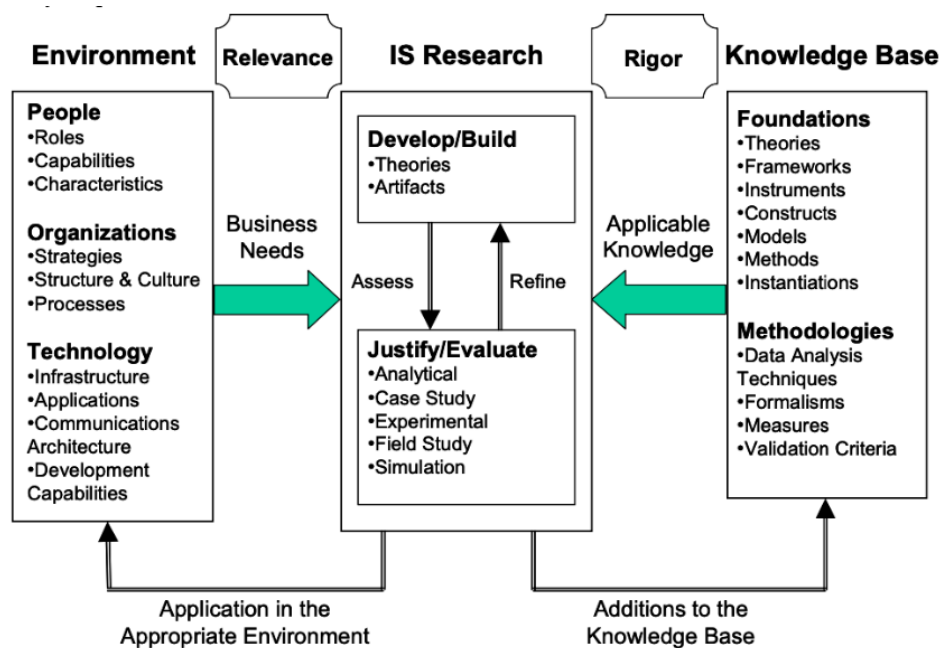 Environment
Relevance
IS Research
Rigor
Knowledge Base
People
•Roles
•Capabilities
•Characteristics
Organizations
•Strategies
•Structure & Culture
•Processes
Technology
•Infrastructure
•Applications
•Communications
Architecture
•Development
Capabilities
Business
Needs
Develop/Build
•Theories
•Artifacts
Assess
Refine
Justify/Evaluate
•Analytical
•Case Study
•Experimental
•Field Study
•Simulation
Applicable
Knowledge
Foundations
•Theories
•Frameworks
•Instruments
•Constructs
•Models
•Methods
•Instantiations
Methodologies
•Data Analysis
Techniques
•Formalisms
•Measures
•Validation Criteria
Application in the
Appropriate Environment
Additions to the
Knowledge Base